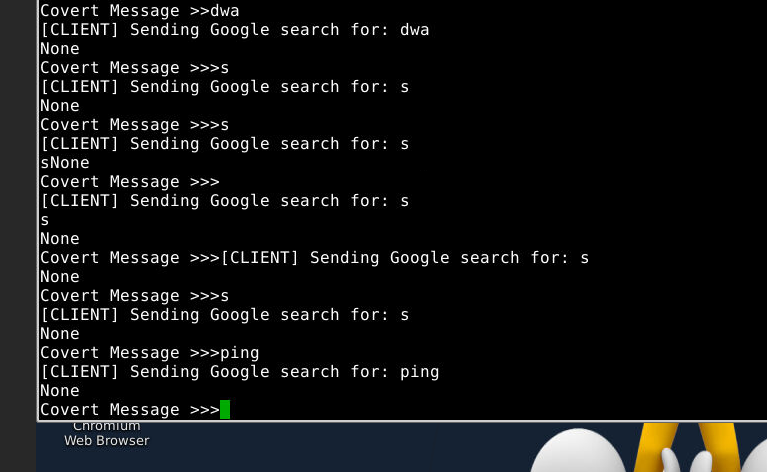 Covert Message >>dwa
[CLIENT] Sending Google search for: dwa
None
Covert Message >>>s
[CLIENT] Sending Google search for: s
None
Covert Message >>>s
[CLIENT] Sending Google search for: s
sNone
Covert Message >>>
[CLIENT] Sending Google search for: s
s
None
Covert Message >>>[CLIENT] Sending Google search for: s
None
Covert Message >>>s
[CLIENT] Sending Google search for: s
None
Covert Message >>>ping
[CLIENT] Sending Google search for: ping
None
Covert Message >>>
Chromium
Web Browser